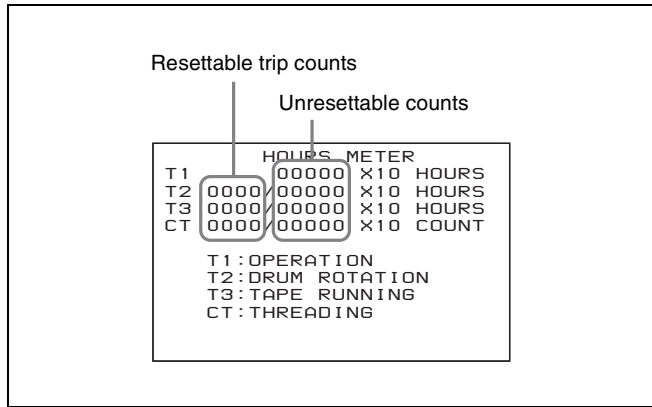 Resettable trip counts
Unresettable counts
HOURS METER
T1 00000 X10 HOURS
T2 0000/00000 X10 HOURS
T3 0000/00000 X10 HOURS
CT 0000/00000 X10 COUNT
T1:OPERATION
T2:DRUM ROTATION
T3:TAPE RUNNING
CT:THREADING